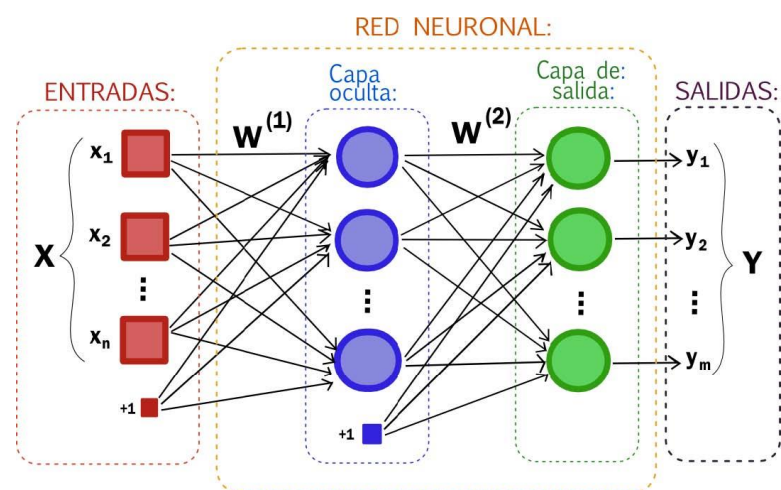 RED NEURONAL:
ENTRADAS:
Capa
oculta:
Capa de:
salida:
SALIDAS:
W(1)
W(2)
X
x1
x2
⋮
xn
+1
⋮
+1
⋮
y1
y2
⋮
ym
Y